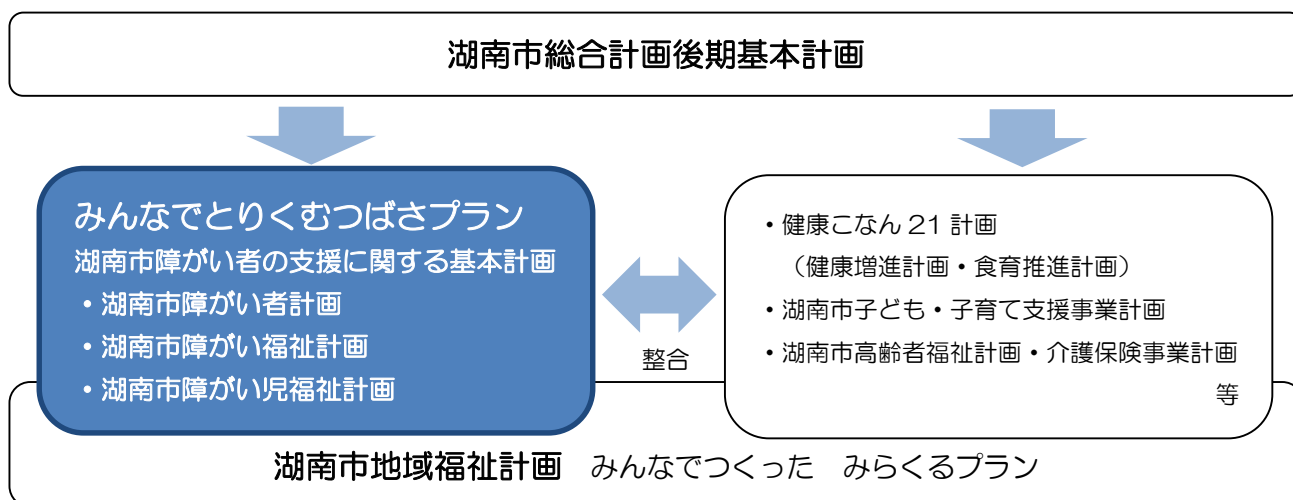 湖南市総合計画後期基本計画
みんなでとりくむつばさプラン
湖南市障がい者の支援に関する基本計画
・湖南市障がい者計画
・湖南市障がい福祉計画
・湖南市障がい児福祉計画
整合
・健康こなん 21 計画
（健康増進計画・食育推進計画）
・湖南市子ども・子育て支援事業計画
・湖南市高齢者福祉計画・介護保険事業計画
等
湖南市地域福祉計画　みんなでつくった　みらくるプラン